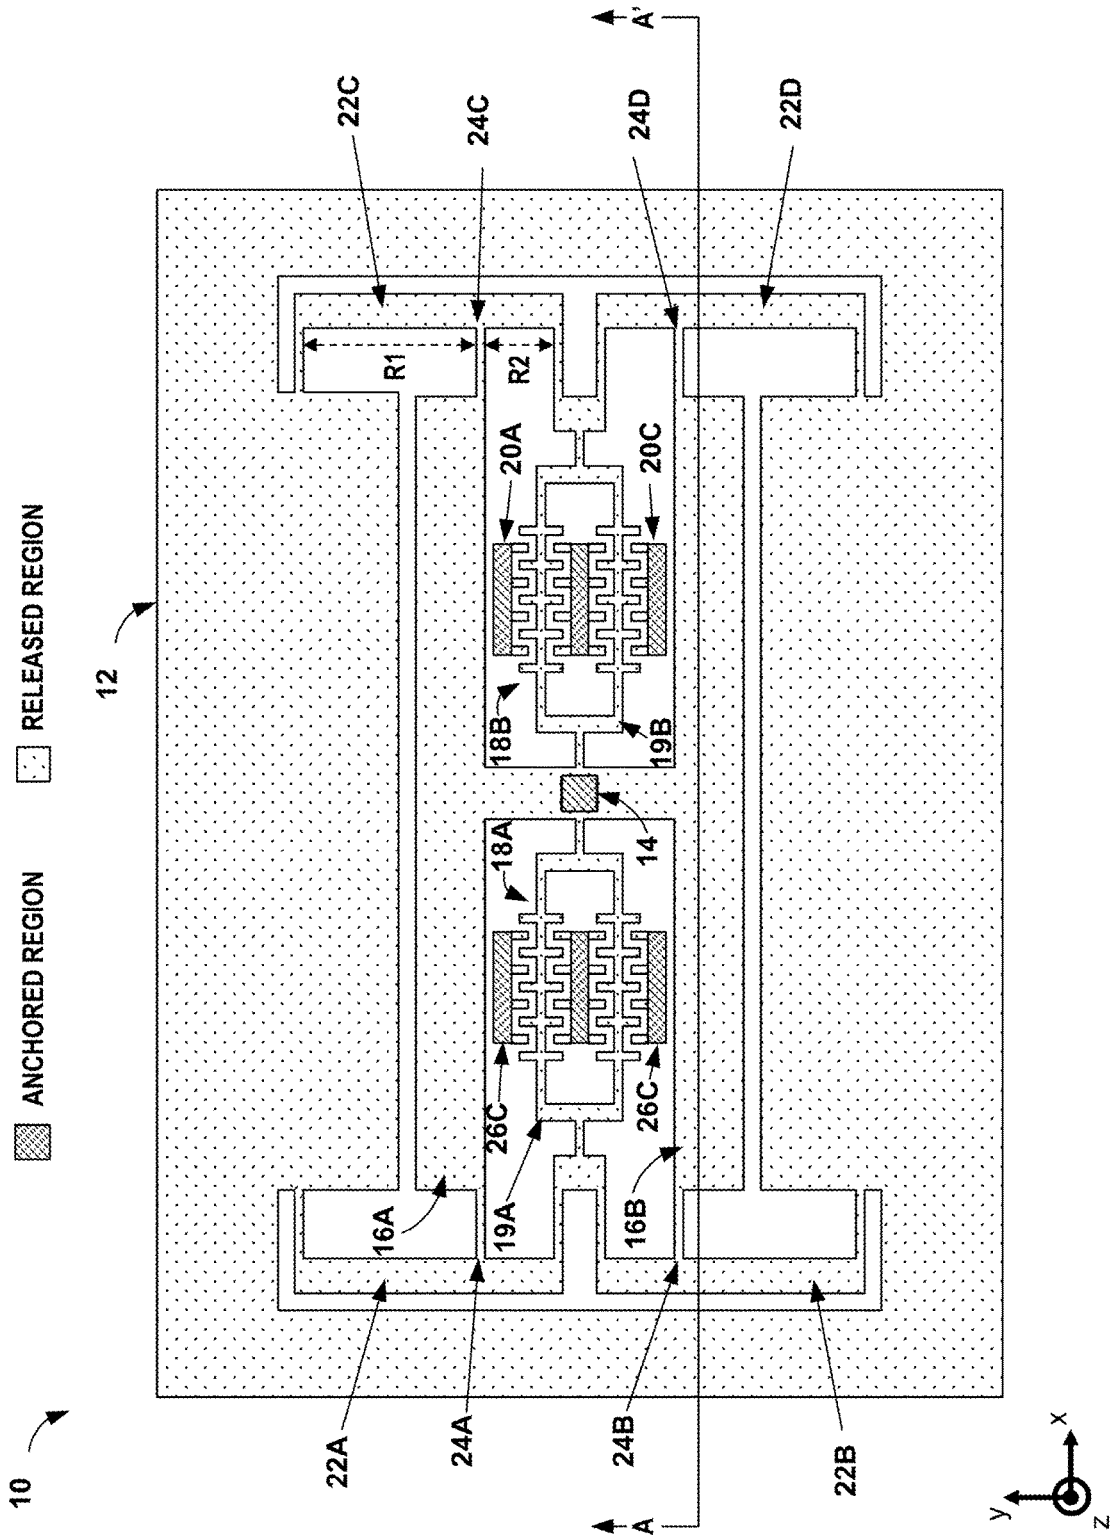 ANCHORED REGION
RELEASED REGION
10
12
22A
24A
24B
22B
16A
19A
16B
26C
26C
18A
14
18B
19B
20A
20C
R1
R2
22C
24C
24D
22D
A
A'
y
x
z